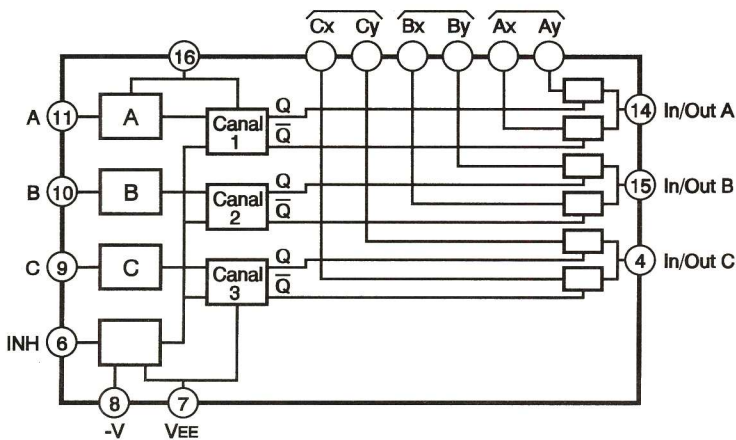 Cx Cy Bx By Ax Ay
16
A 11 A Canal 1 Q Q̅ 14 In/Out A
B 10 B Canal 2 Q Q̅ 15 In/Out B
C 9 C Canal 3 Q Q̅ 4 In/Out C
INH 6
8 7
-V VEE